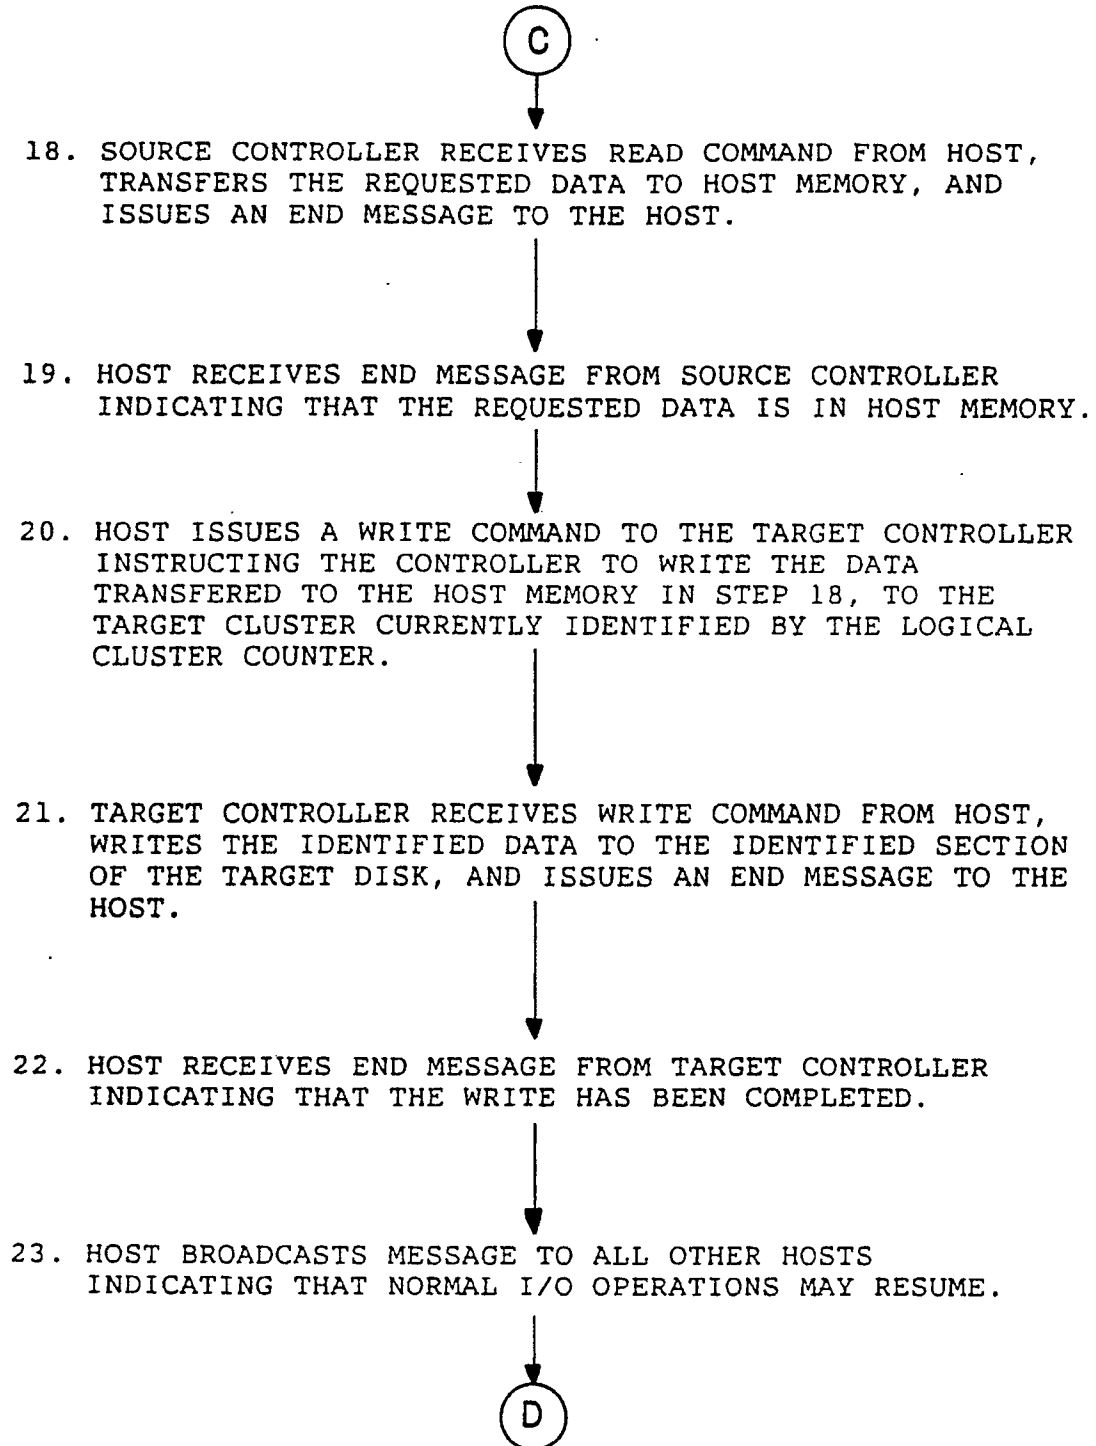 C
18. SOURCE CONTROLLER RECEIVES READ COMMAND FROM HOST,
TRANSFERS THE REQUESTED DATA TO HOST MEMORY, AND
ISSUES AN END MESSAGE TO THE HOST.
19. HOST RECEIVES END MESSAGE FROM SOURCE CONTROLLER
INDICATING THAT THE REQUESTED DATA IS IN HOST MEMORY.
20. HOST ISSUES A WRITE COMMAND TO THE TARGET CONTROLLER
INSTRUCTING THE CONTROLLER TO WRITE THE DATA
TRANSFERED TO THE HOST MEMORY IN STEP 18, TO THE
TARGET CLUSTER CURRENTLY IDENTIFIED BY THE LOGICAL
CLUSTER COUNTER.
21. TARGET CONTROLLER RECEIVES WRITE COMMAND FROM HOST,
WRITES THE IDENTIFIED DATA TO THE IDENTIFIED SECTION
OF THE TARGET DISK, AND ISSUES AN END MESSAGE TO THE
HOST.
22. HOST RECEIVES END MESSAGE FROM TARGET CONTROLLER
INDICATING THAT THE WRITE HAS BEEN COMPLETED.
23. HOST BROADCASTS MESSAGE TO ALL OTHER HOSTS
INDICATING THAT NORMAL I/O OPERATIONS MAY RESUME.
D